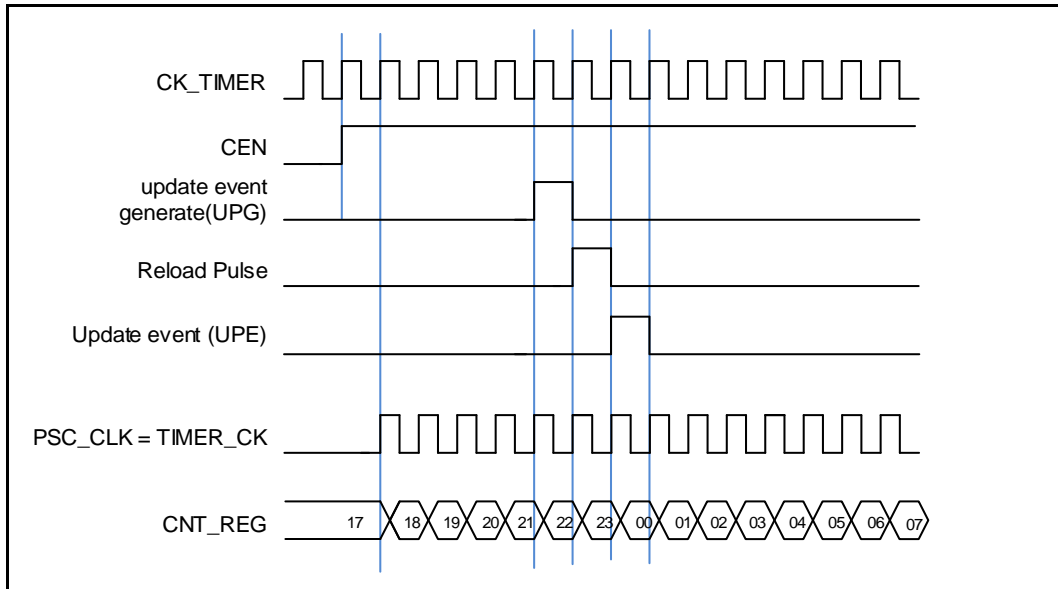 CK_TIMER
CEN
update event
generate(UPG)
Reload Pulse
Update event (UPE)
PSC_CLK = TIMER_CK
CNT_REG 17 18 19 20 21 22 23 00 01 02 03 04 05 06 07